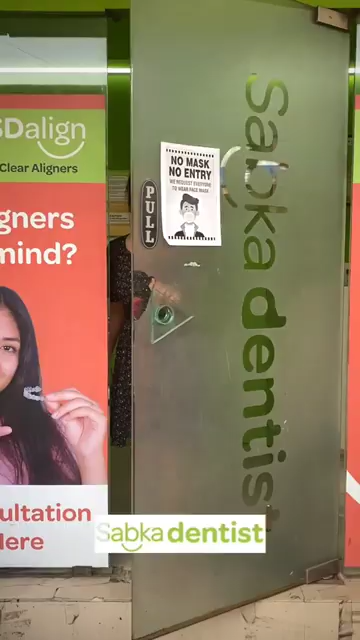 SDalign
Clear Aligners
gners
mind?
ultation
Here
PULL
NO MASK
NO ENTRY
WE REQUEST EVERYONE
TO WEAR FACE MASK
Sabka dentist
Sabka dentist